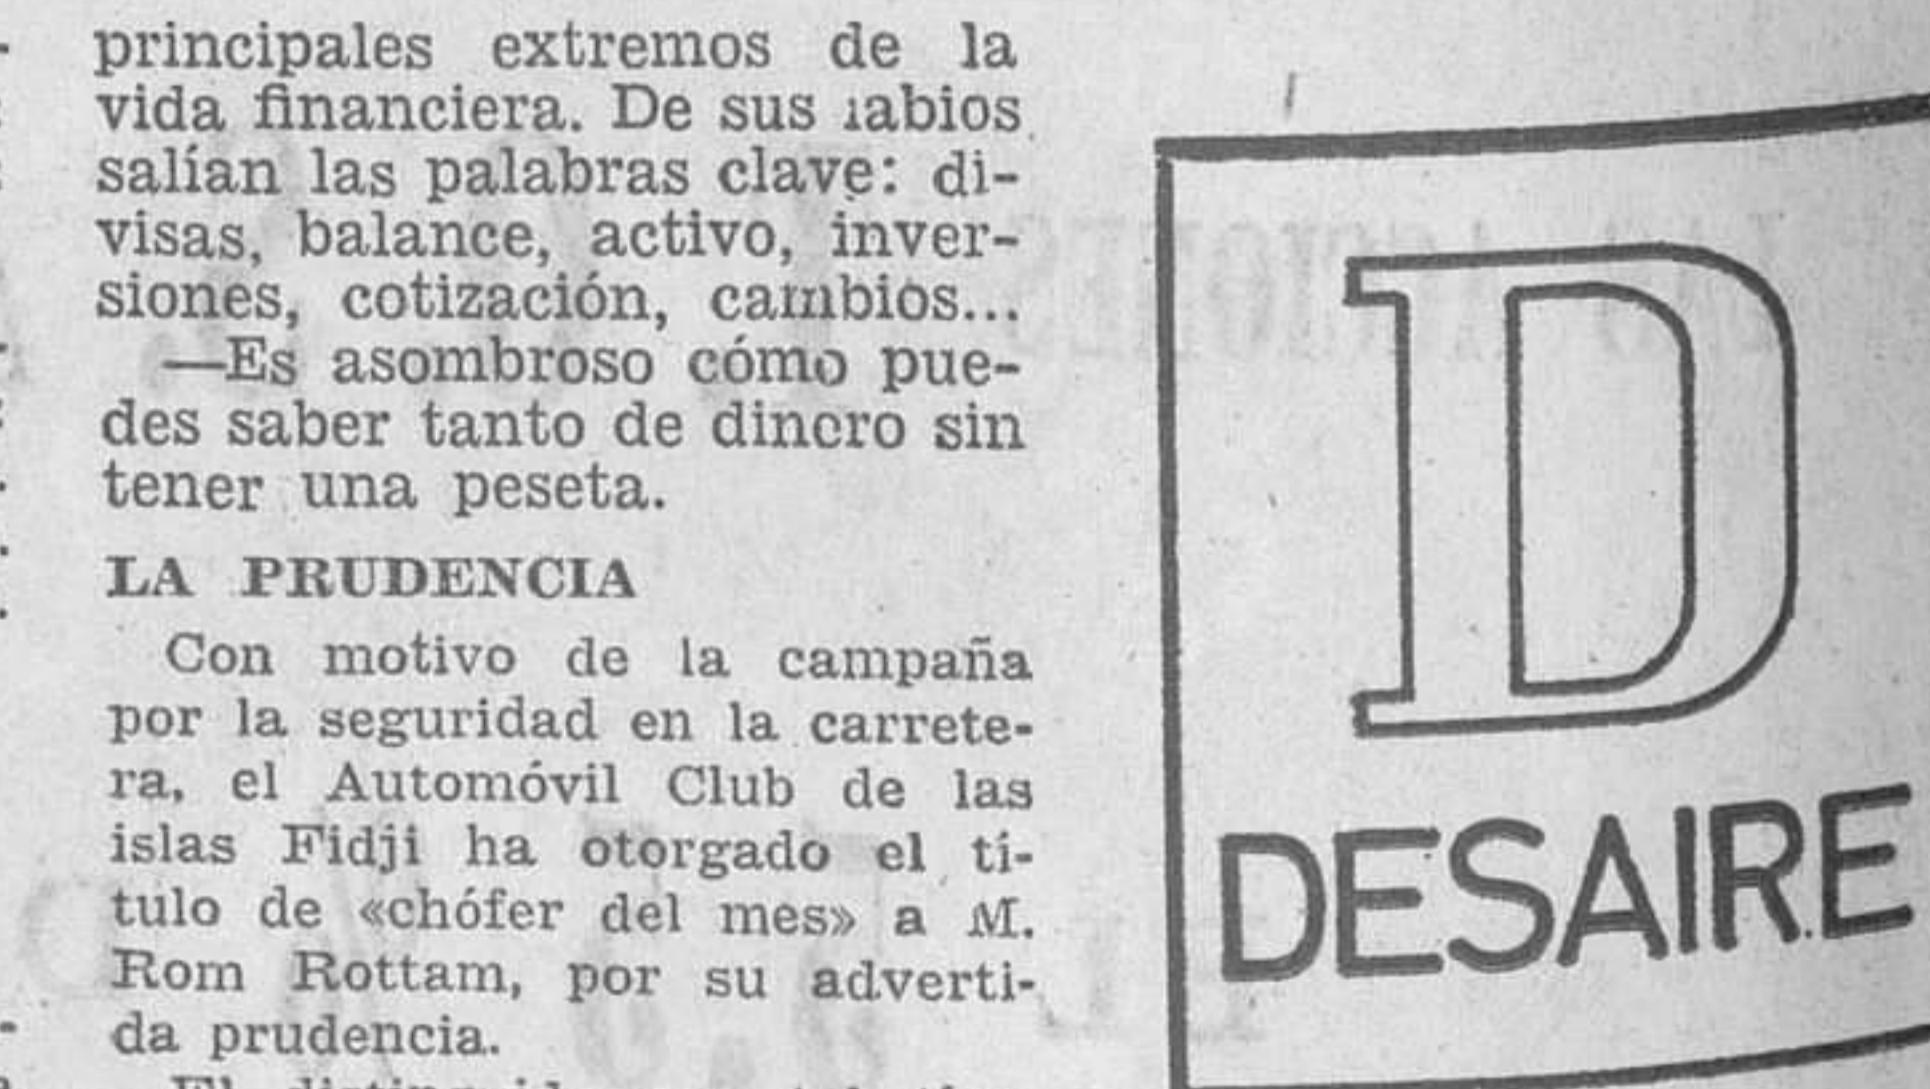 principales extremos de la
vida financiera. De sus labios
salían las palabras clave: di-
visas, balance, activo, inver-
siones, cotización, cambios...
—Es asombroso cómo pue-
des saber tanto de dinero sin
tener una peseta.
LA PRUDENCIA
Con motivo de la campaña
por la seguridad en la carrete-
ra, el Automóvil Club de las
islas Fidji ha otorgado el tí-
tulo de «chófer del mes» a M.
Rom Rottam, por su adverti-
da prudencia.
D
DESAIRE